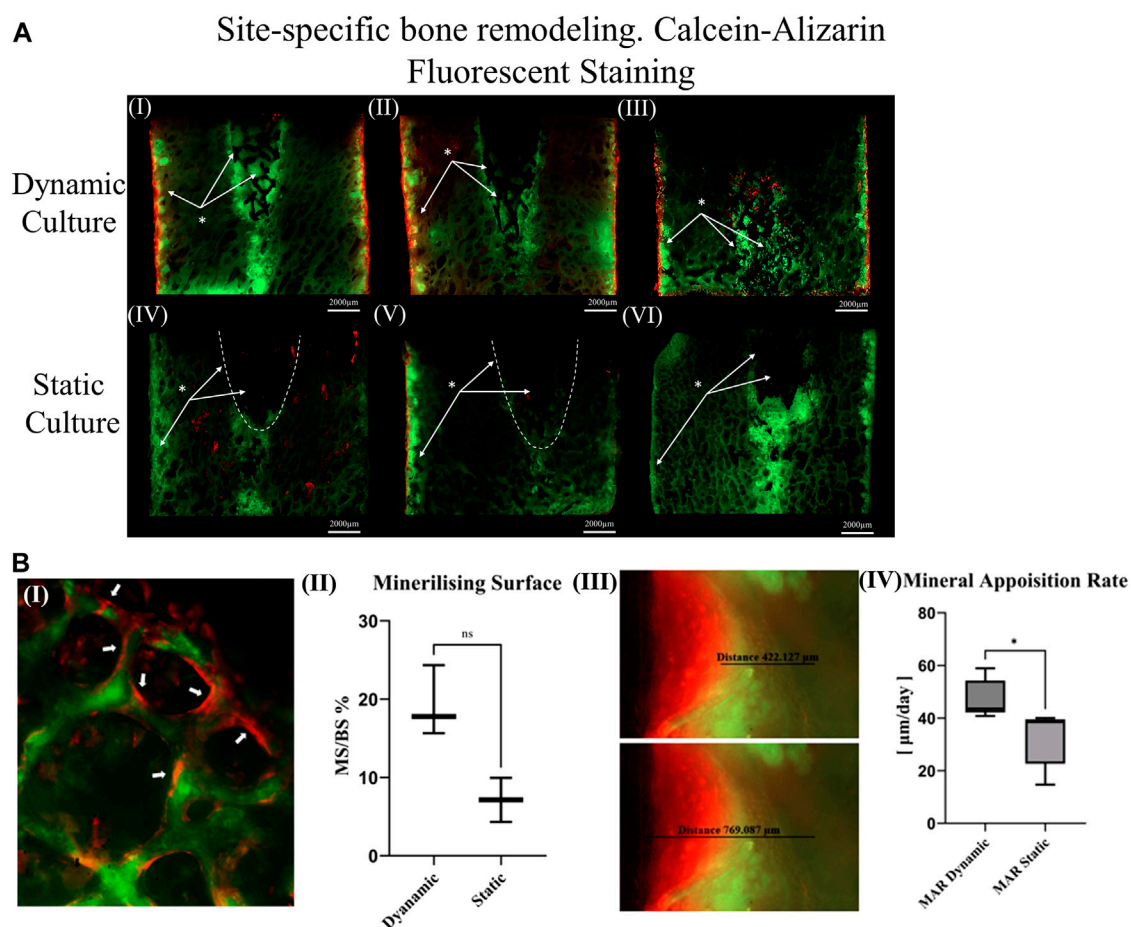 A
Site-specific bone remodeling. Calcein-Alizarin
Fluorescent Staining
Dynamic
Culture
(I)
*
2000µm
(II)
*
2000µm
(III)
*
2000µm
Static
Culture
(IV)
*
2000µm
(V)
*
2000µm
(VI)
*
2000µm
B
(I)
(II)
Minerilising Surface
ns
MS/BS %
30
20
10
0
Dyanamic
Static
(III)
Distance 422.127 µm
Distance 769.087 µm
(IV) Mineral Appoisition Rate
*
[ µm/day ]
80
60
40
20
0
MAR Dynamic
MAR Static